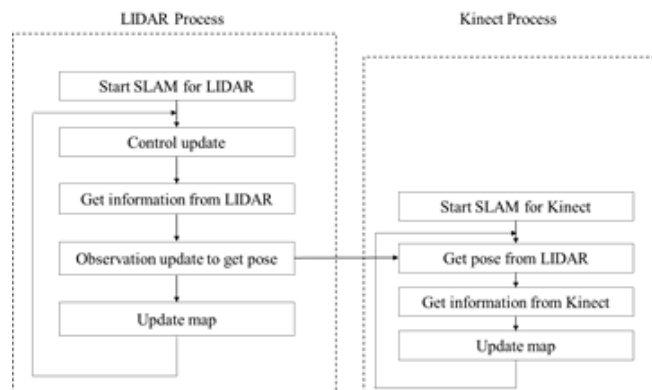 LIDAR Process
Start SLAM for LIDAR
Control update
Get information from LIDAR
Observation update to get pose
Update map
Kinect Process
Start SLAM for Kinect
Get pose from LIDAR
Get information from Kinect
Update map